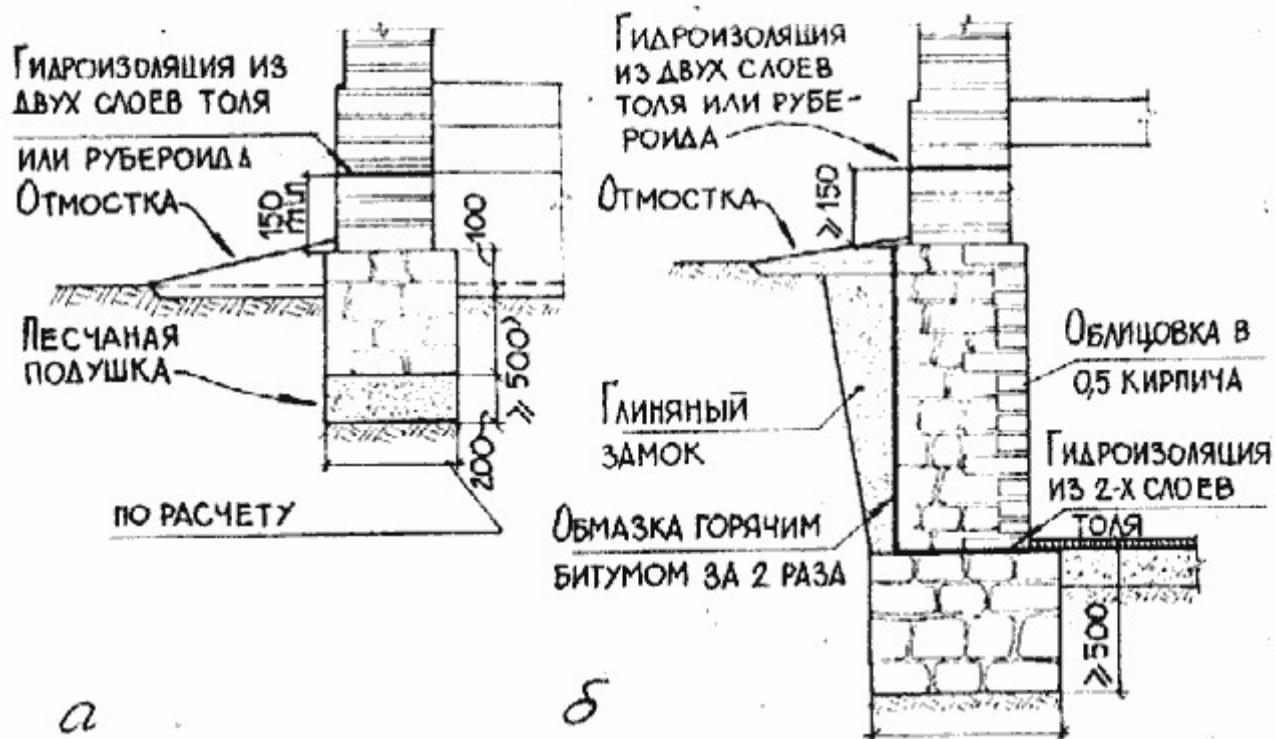 Гидроизоляция из
двух слоев толя
или рубероида
Отмостка
150
min
100
Песчаная
подушка
≥ 500
200
по расчету
а
Гидроизоляция
из двух слоев
толя или рубе-
роида
Отмостка
≥ 150
Облицовка в
0,5 кирпича
Глиняный
замок
Гидроизоляция
из 2-х слоев
толя
Обмазка горячим
битумом за 2 раза
≥ 500
б